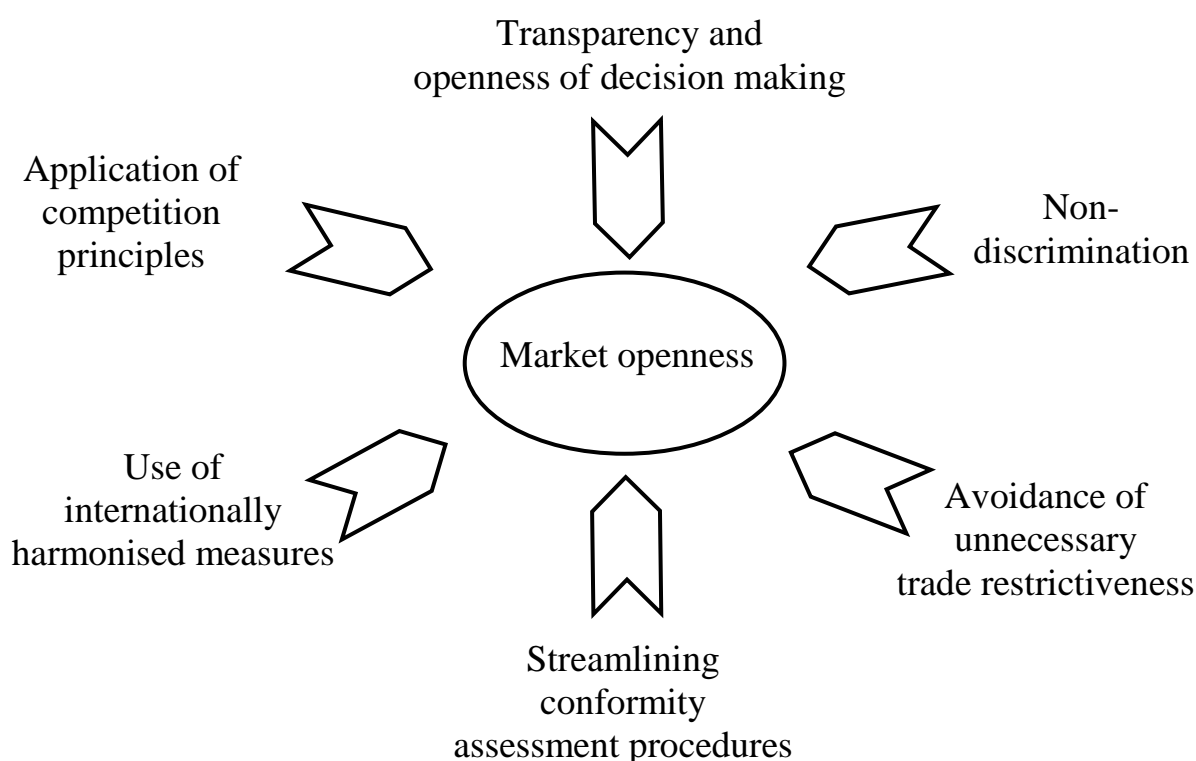 Transparency and
openness of decision making
Application of
competition
principles
Non-
discrimination
Market openness
Use of
internationally
harmonised measures
Avoidance of
unnecessary
trade restrictiveness
Streamlining
conformity
assessment procedures